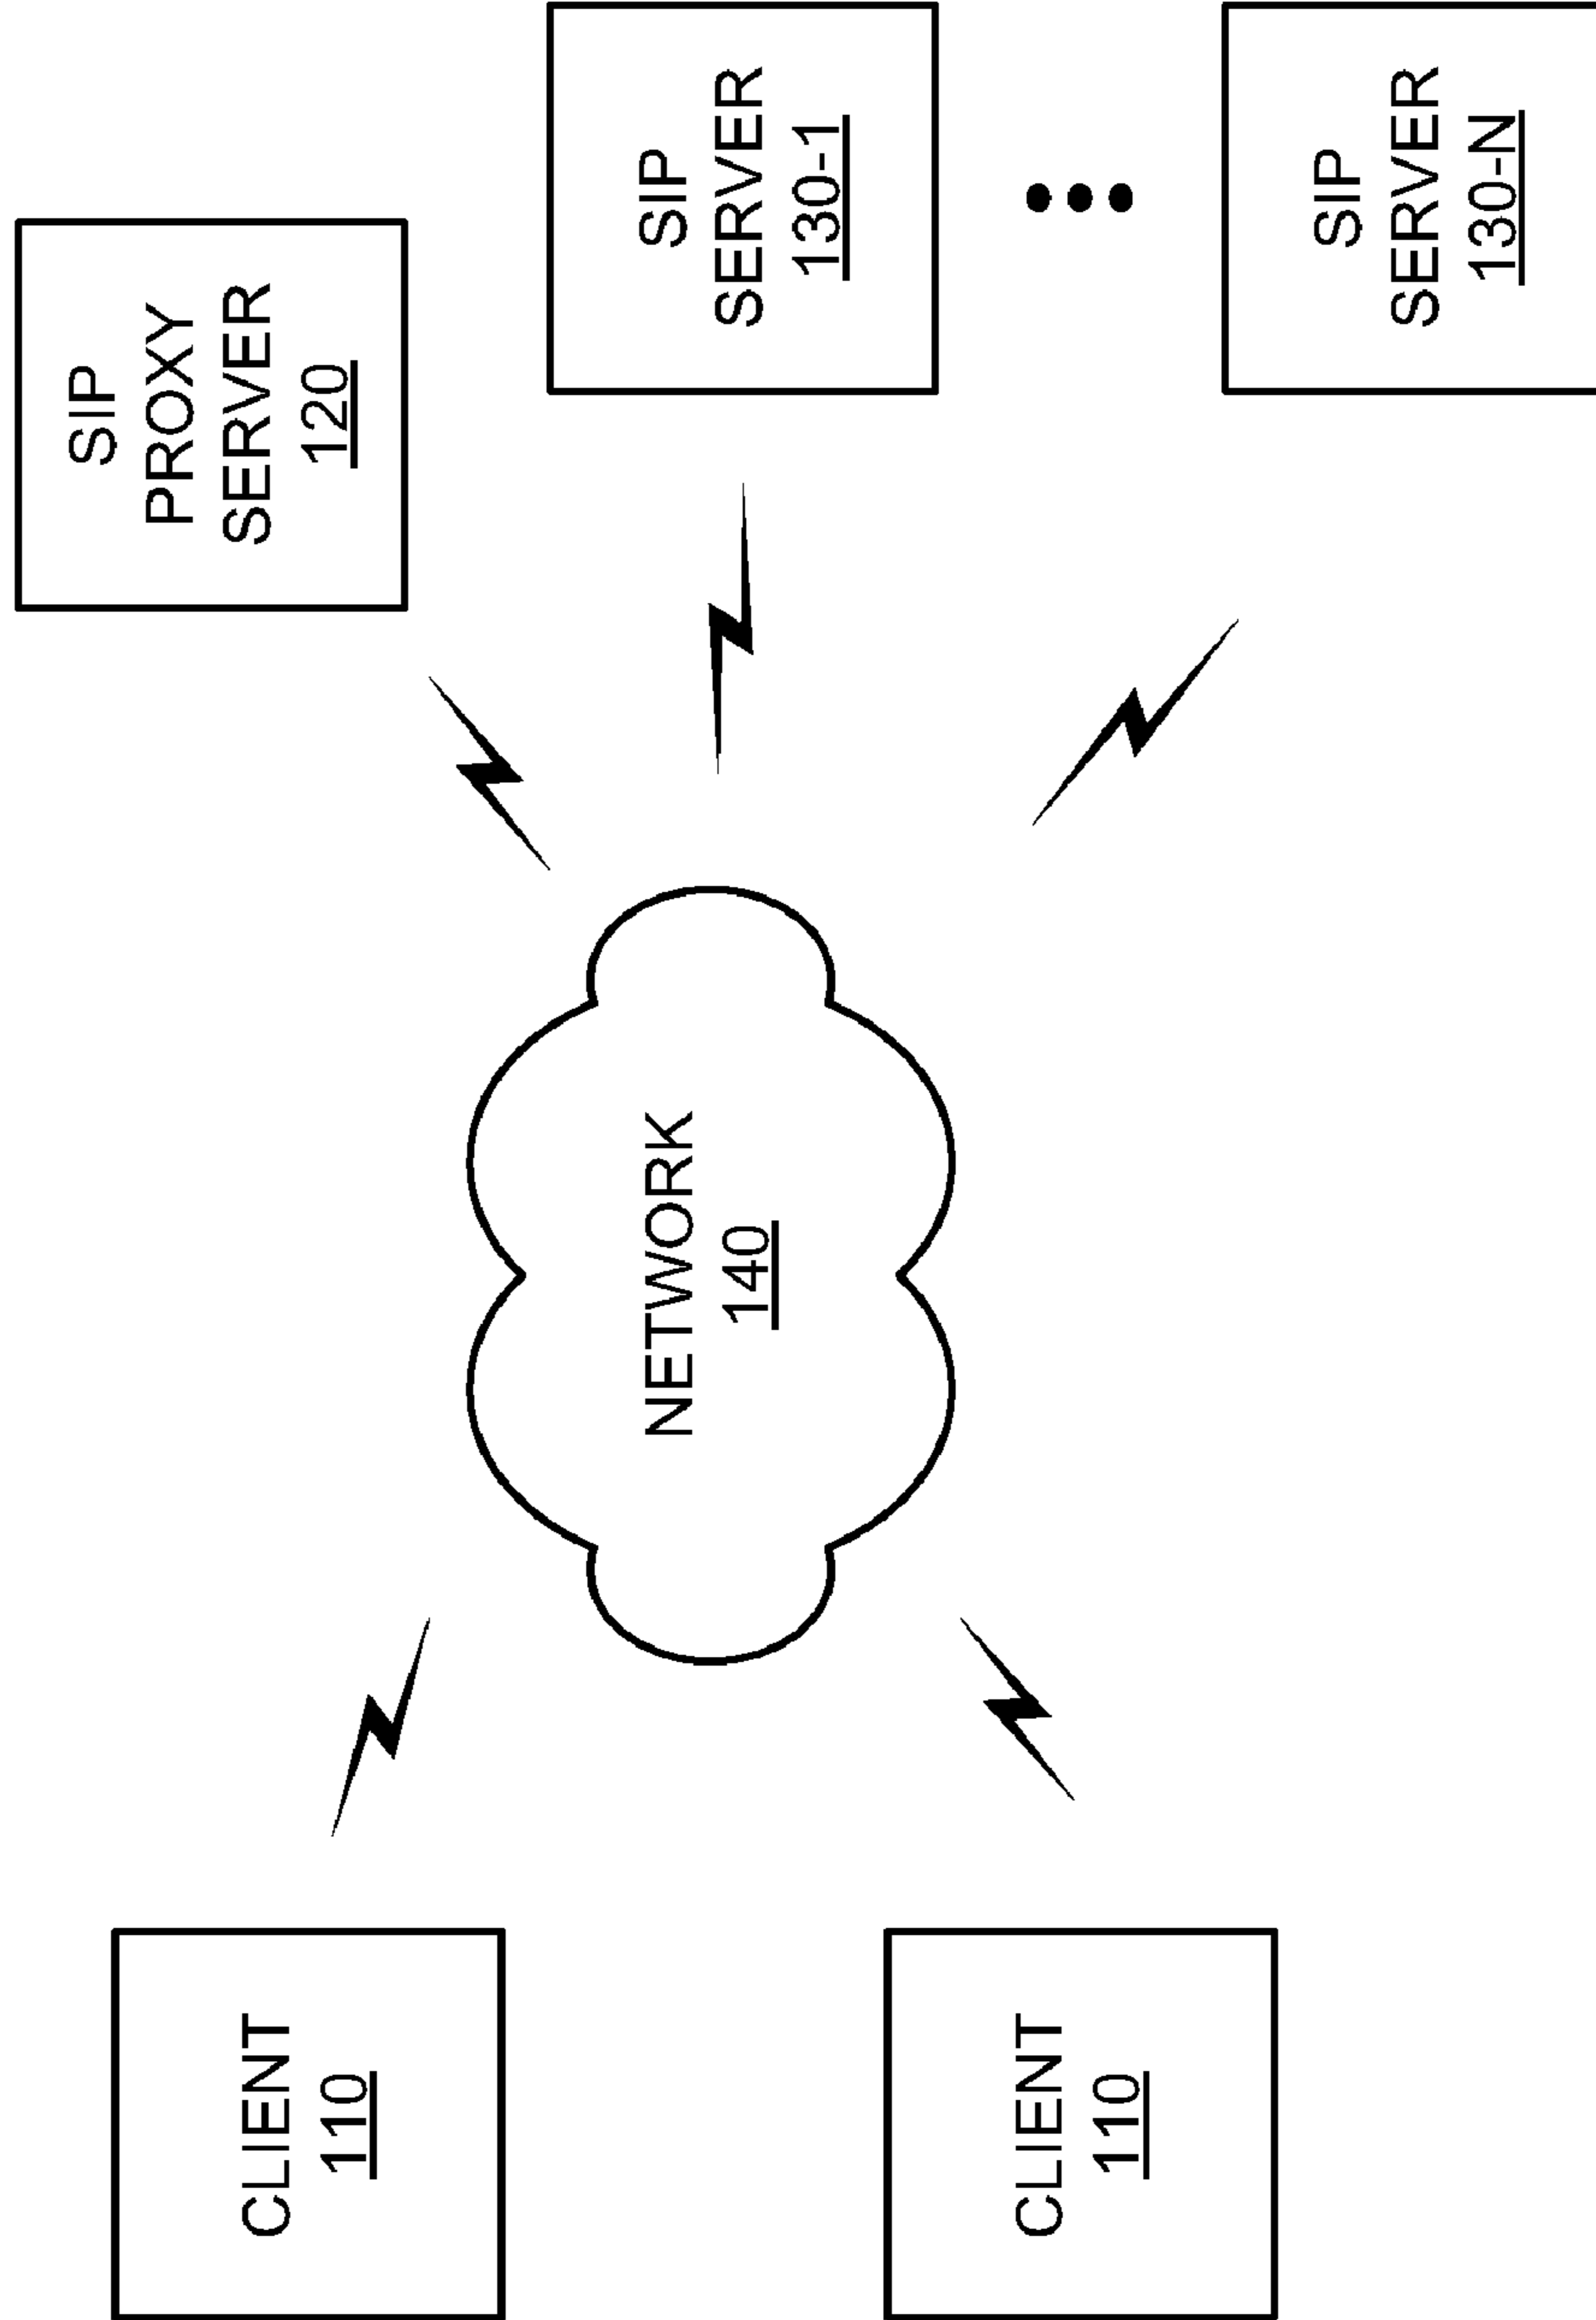 CLIENT
110
CLIENT
110
NETWORK
140
SIP
PROXY
SERVER
120
SIP
SERVER
130-1
SIP
SERVER
130-N